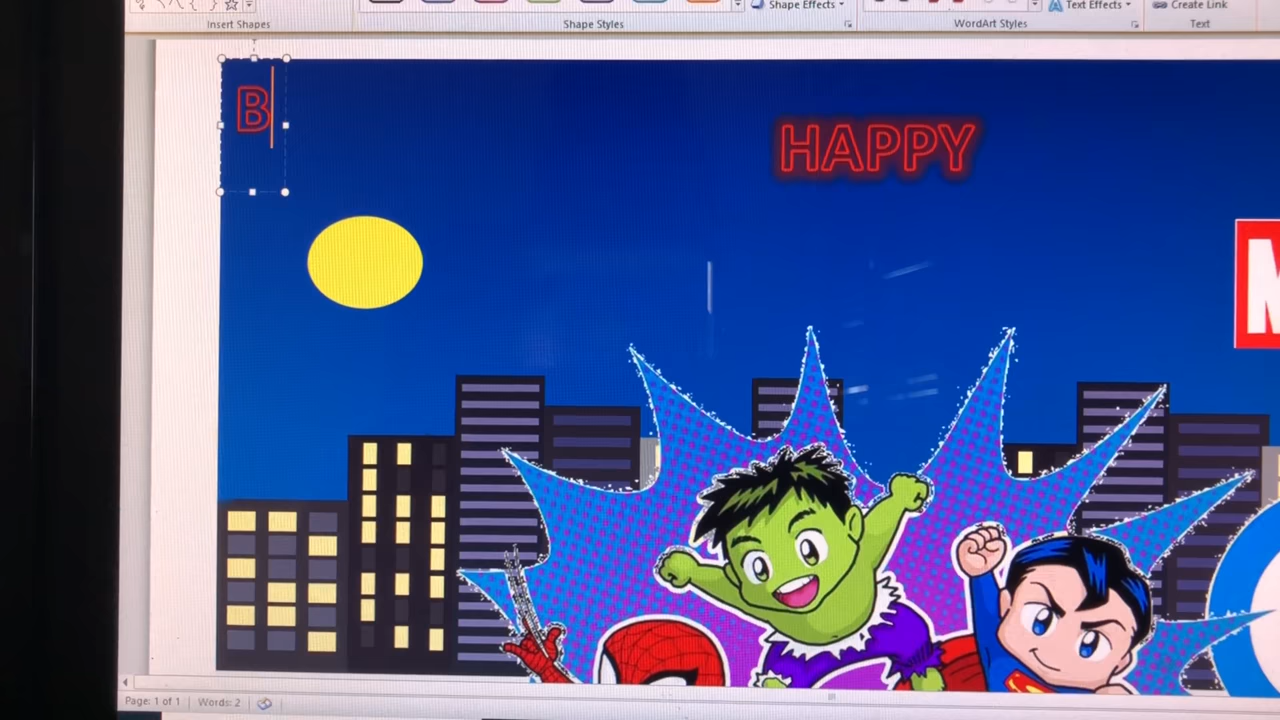 Insert Shapes
Shape Effects
Shape Styles
Text Effects
WordArt Styles
Create Link
Text
B
HAPPY
M
Page: 1 of 1
Words: 2